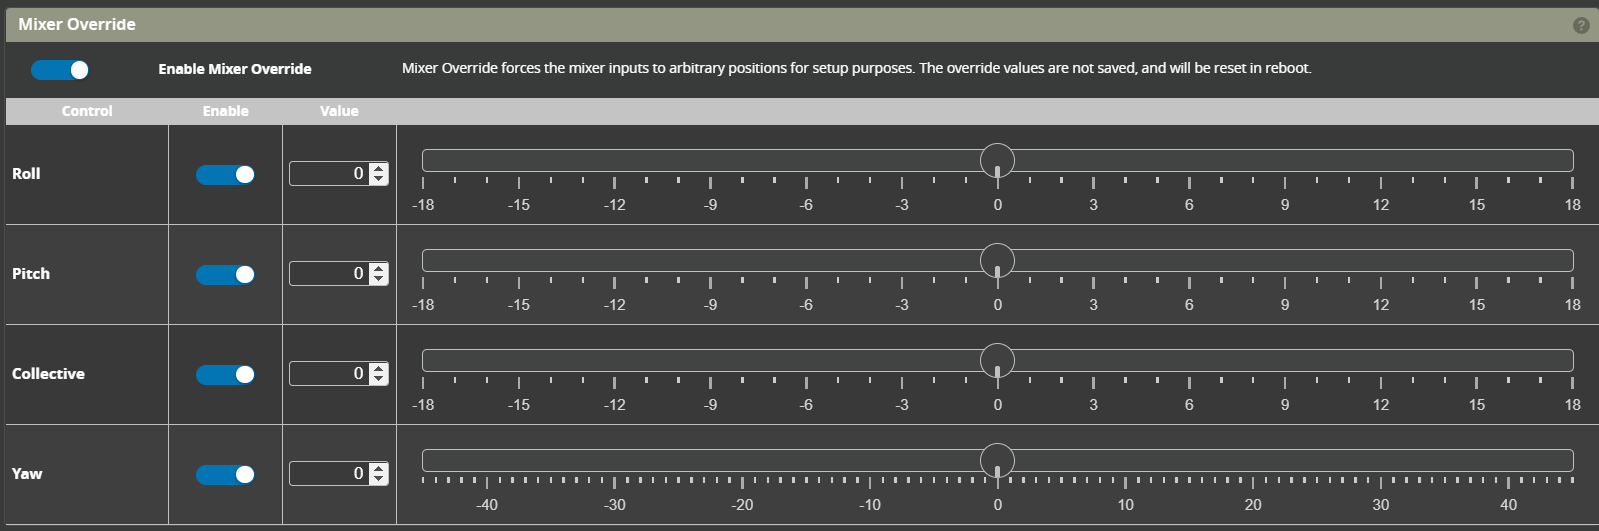 Mixer Override ?
Enable Mixer Override Mixer Override forces the mixer inputs to arbitrary positions for setup purposes. The override values are not saved, and will be reset in reboot.
Control Enable Value
Roll 0
-18 -15 -12 -9 -6 -3 0 3 6 9 12 15 18
Pitch 0
-18 -15 -12 -9 -6 -3 0 3 6 9 12 15 18
Collective 0
-18 -15 -12 -9 -6 -3 0 3 6 9 12 15 18
Yaw 0
-40 -30 -20 -10 0 10 20 30 40